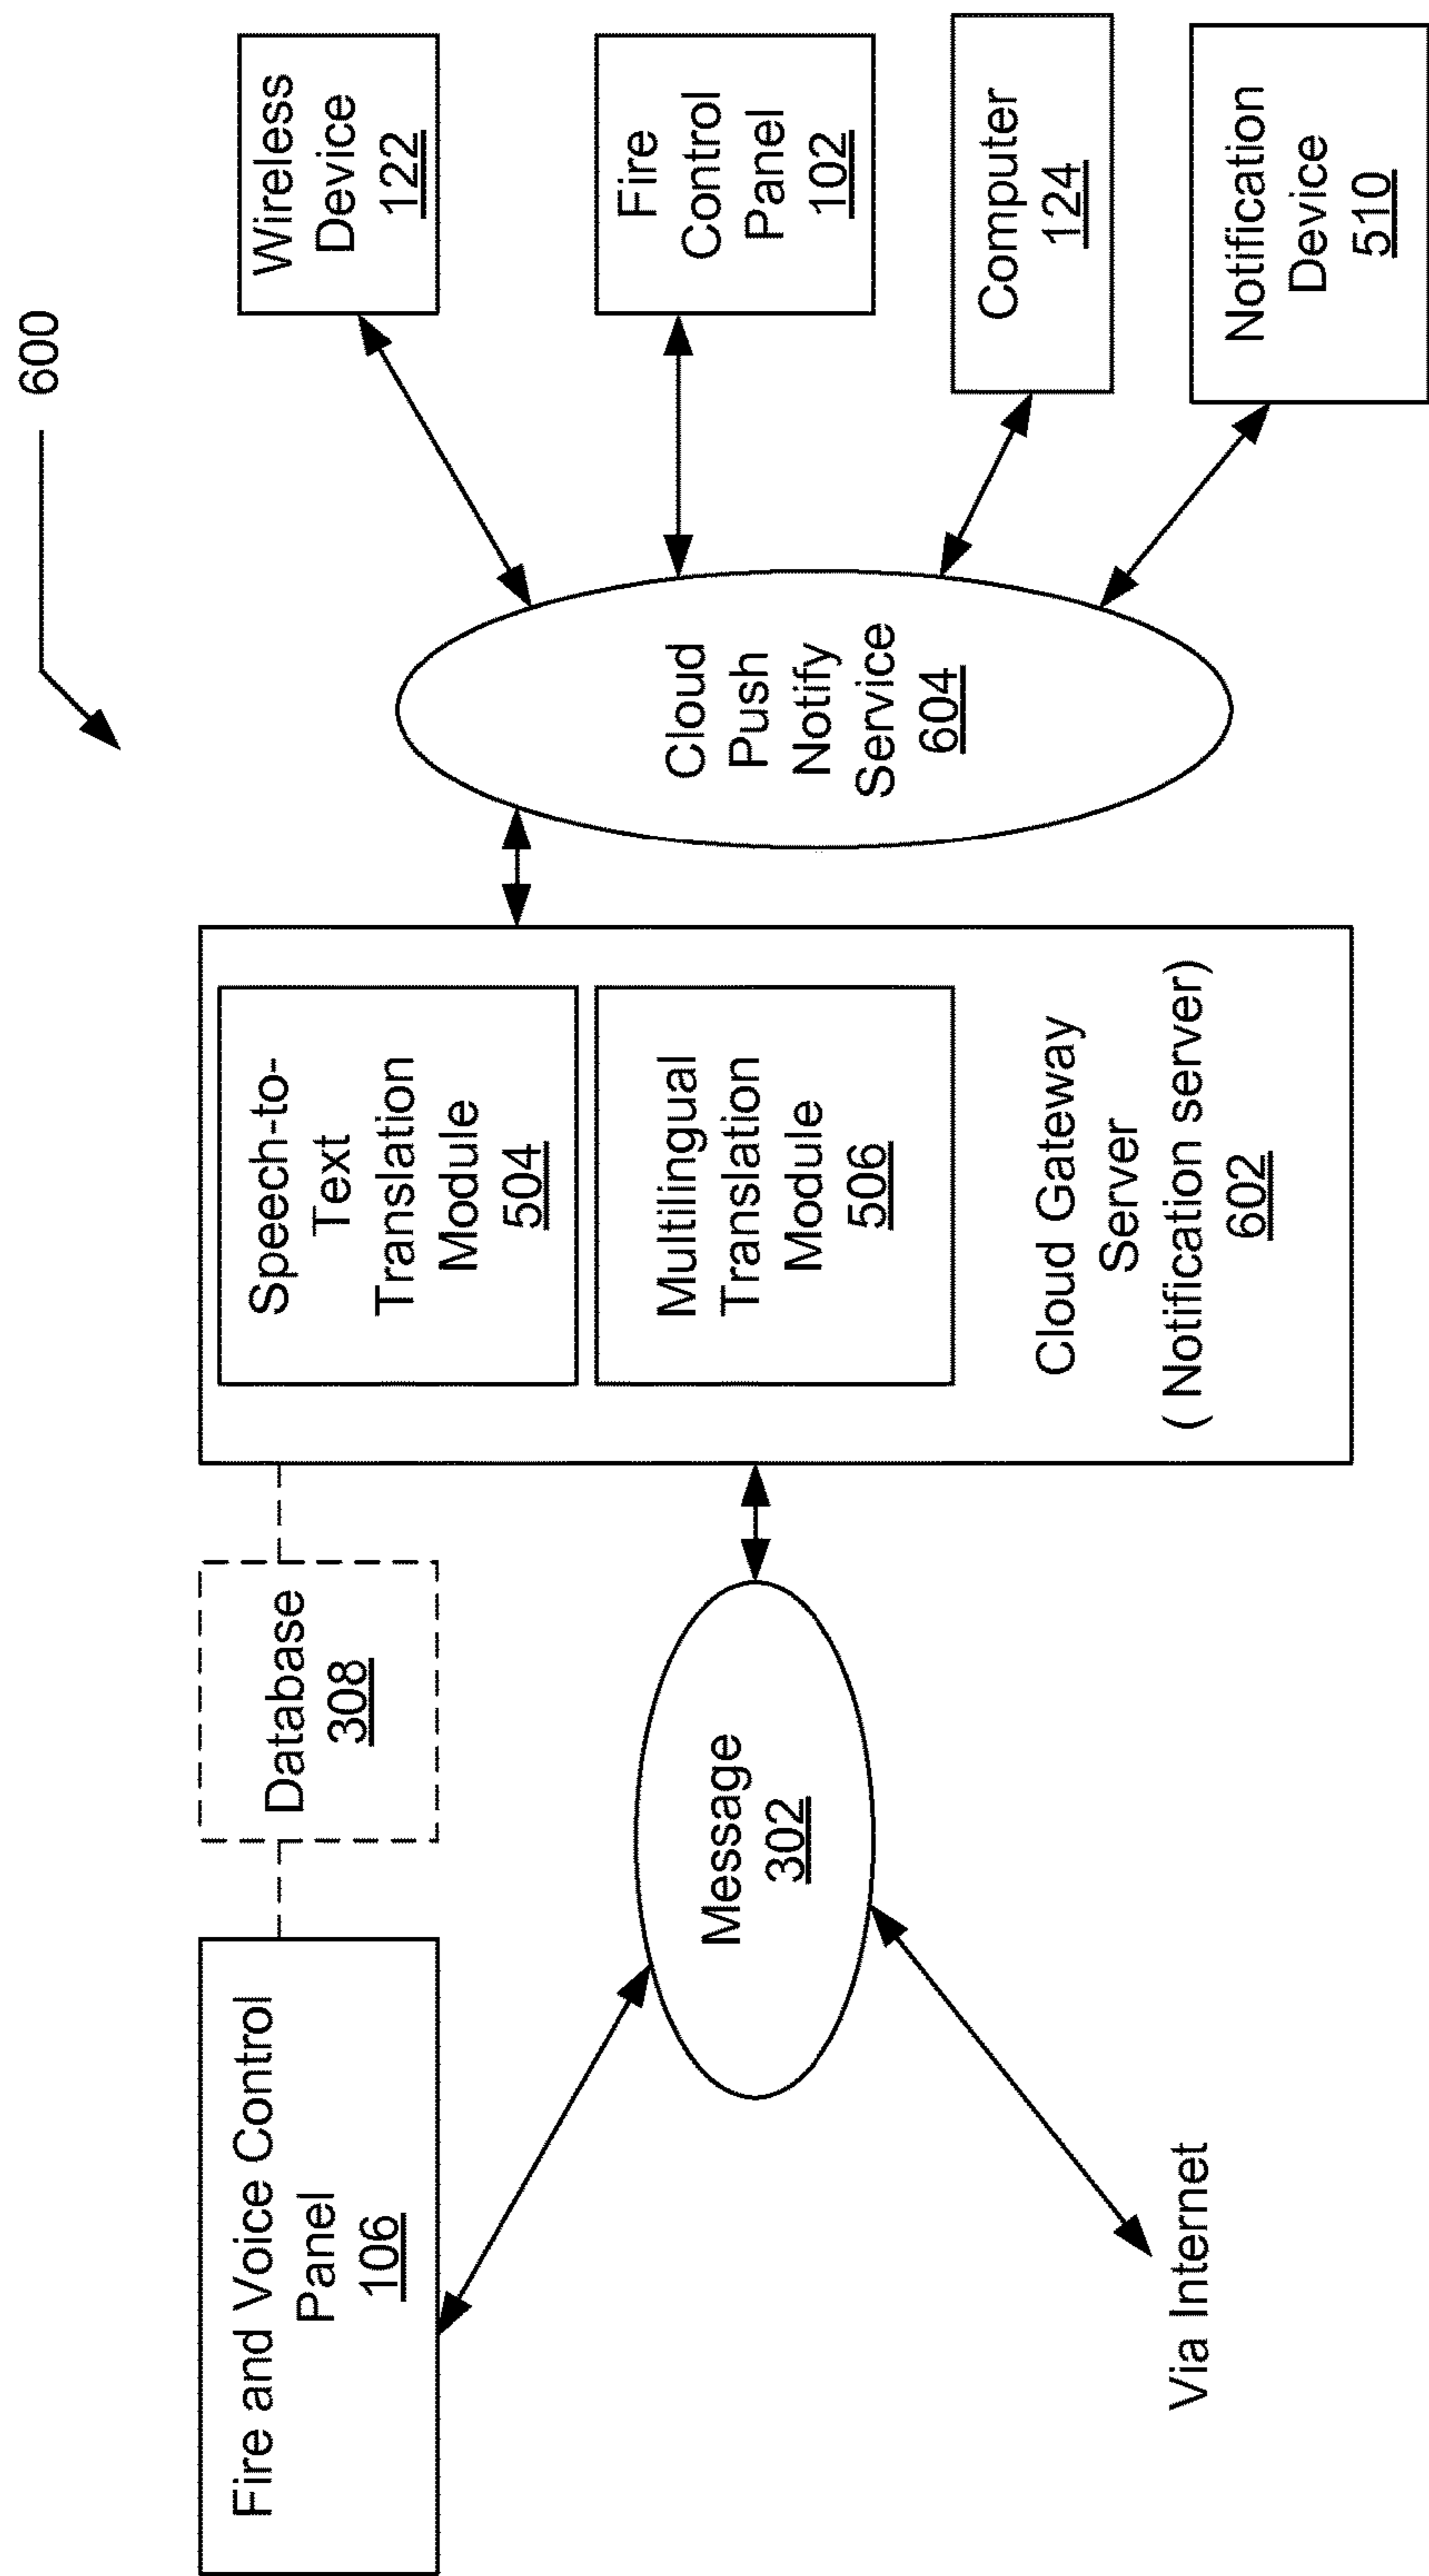 600
Fire and Voice Control
Panel
106
Database
308
Message
302
Via Internet
Speech-to-
Text
Translation
Module
504
Multilingual
Translation
Module
506
Cloud Gateway
Server
( Notification server)
602
Cloud
Push
Notify
Service
604
Wireless
Device
122
Fire
Control
Panel
102
Computer
124
Notification
Device
510